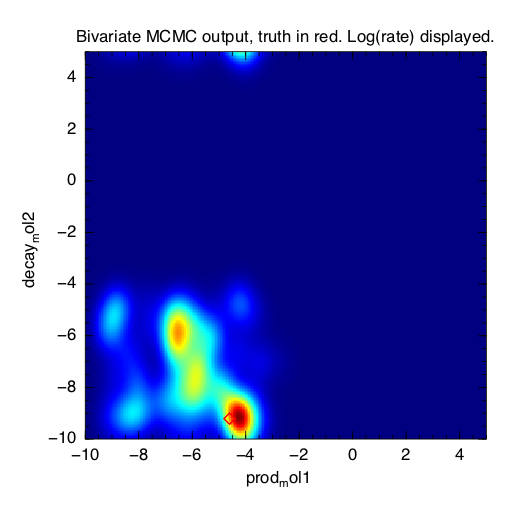 Bivariate MCMC output, truth in red. Log(rate) displayed.
4
2
0
−2
−4
−6
−8
−10
decay_mol2
−10 −8 −6 −4 −2 0 2 4
prod_mol1